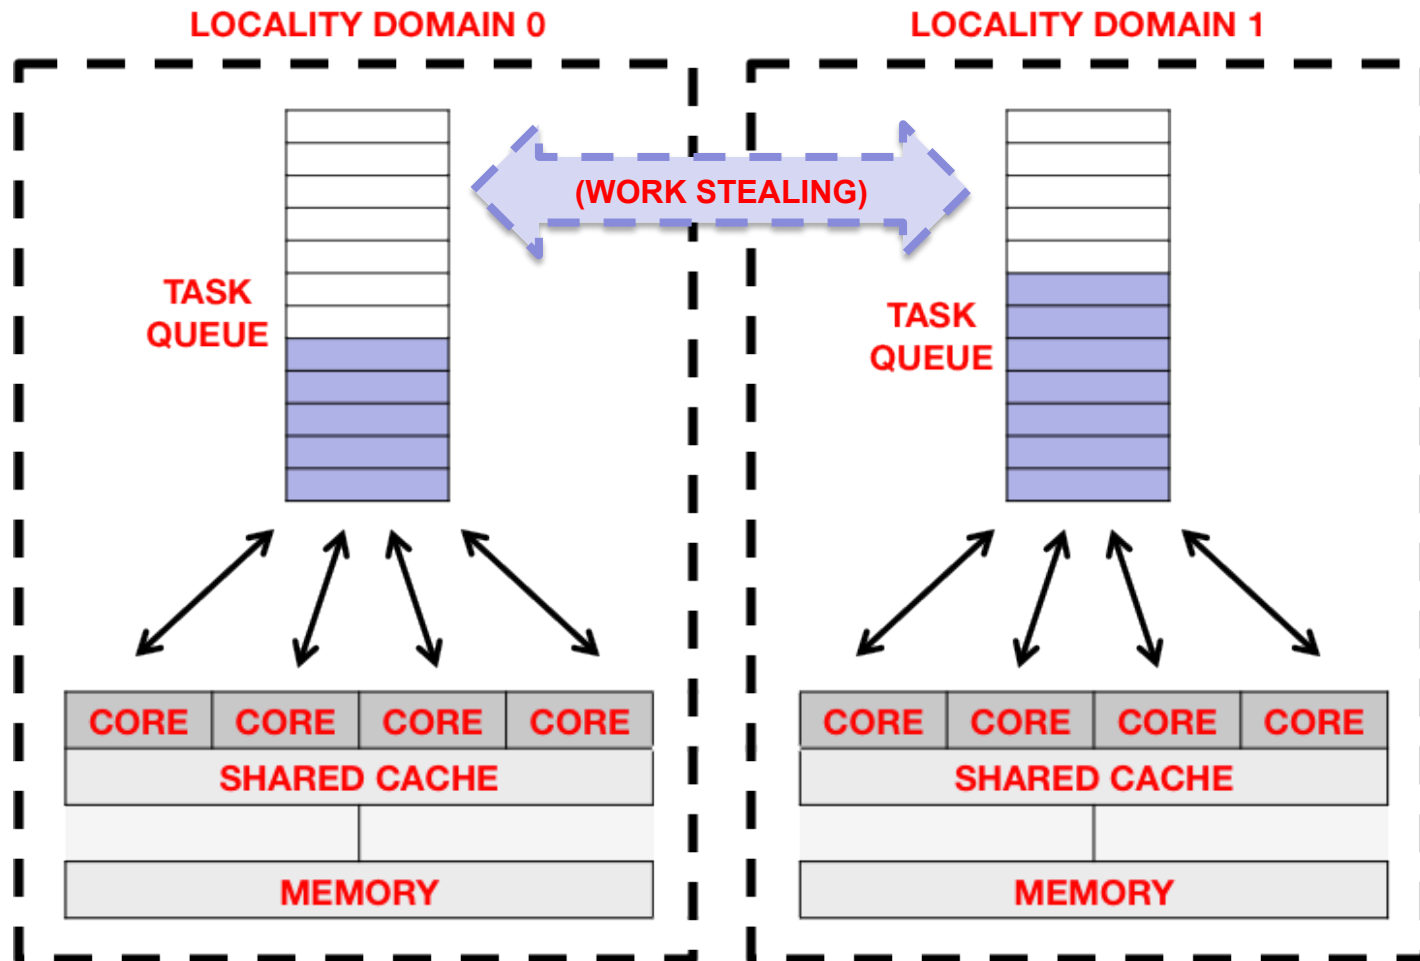 LOCALITY DOMAIN 0
LOCALITY DOMAIN 1
(WORK STEALING)
TASK
QUEUE
TASK
QUEUE
CORE CORE CORE CORE
SHARED CACHE
MEMORY
CORE CORE CORE CORE
SHARED CACHE
MEMORY